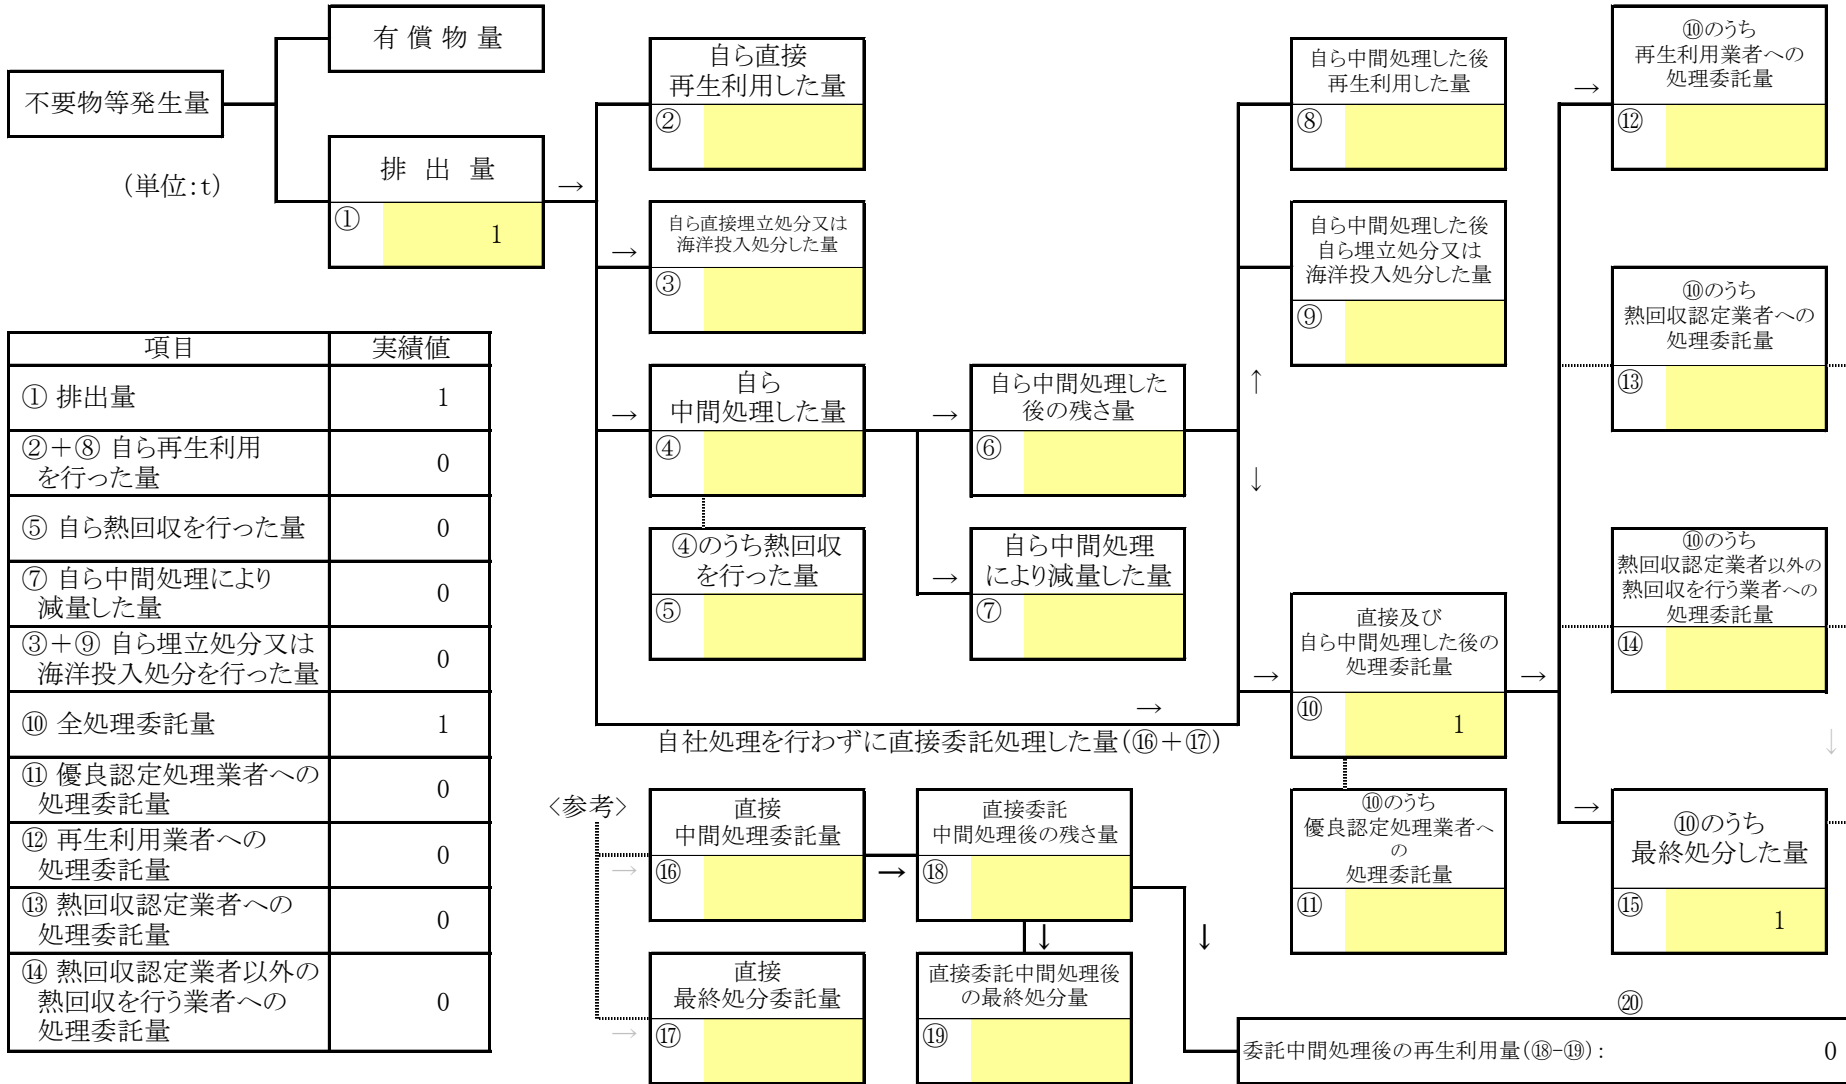 有 償 物 量
不要物等発生量
(単位:t)
排 出 量
→
① 1
自ら直接
再生利用した量
②
→
自ら直接埋立処分又は
海洋投入処分した量
③
→
自ら
中間処理した量
④
④のうち熱回収
を行った量
⑤
→
自ら中間処理した
後の残さ量
⑥
→
自ら中間処理
により減量した量
⑦
自ら中間処理した後
再生利用した量
⑧
自ら中間処理した後
自ら埋立処分又は
海洋投入処分した量
⑨
↑
↓
→
直接及び
自ら中間処理した後の
処理委託量
⑩ 1
→
自社処理を行わずに直接委託処理した量(⑯+⑰)
⑩のうち
優良認定処理業者へ
の
処理委託量
⑪
→
→
⑩のうち
再生利用業者への
処理委託量
⑫
⑩のうち
熱回収認定業者への
処理委託量
⑬
⑩のうち
熱回収認定業者以外の
熱回収を行う業者への
処理委託量
⑭
↓
→
⑩のうち
最終処分した量
⑮ 1
項目 実績値
① 排出量 1
②+⑧ 自ら再生利用
を行った量 0
⑤ 自ら熱回収を行った量 0
⑦ 自ら中間処理により
減量した量 0
③+⑨ 自ら埋立処分又は
海洋投入処分を行った量 0
⑩ 全処理委託量 1
⑪ 優良認定処理業者への
処理委託量 0
⑫ 再生利用業者への
処理委託量 0
⑬ 熱回収認定業者への
処理委託量 0
⑭ 熱回収認定業者以外の
熱回収を行う業者への
処理委託量 0
<参考>
→
直接
中間処理委託量
⑯
→
直接委託
中間処理後の残さ量
⑱
↓
↓
→
直接
最終処分委託量
⑰
直接委託中間処理後
の最終処分量
⑲
⑳
委託中間処理後の再生利用量(⑱-⑲): 0